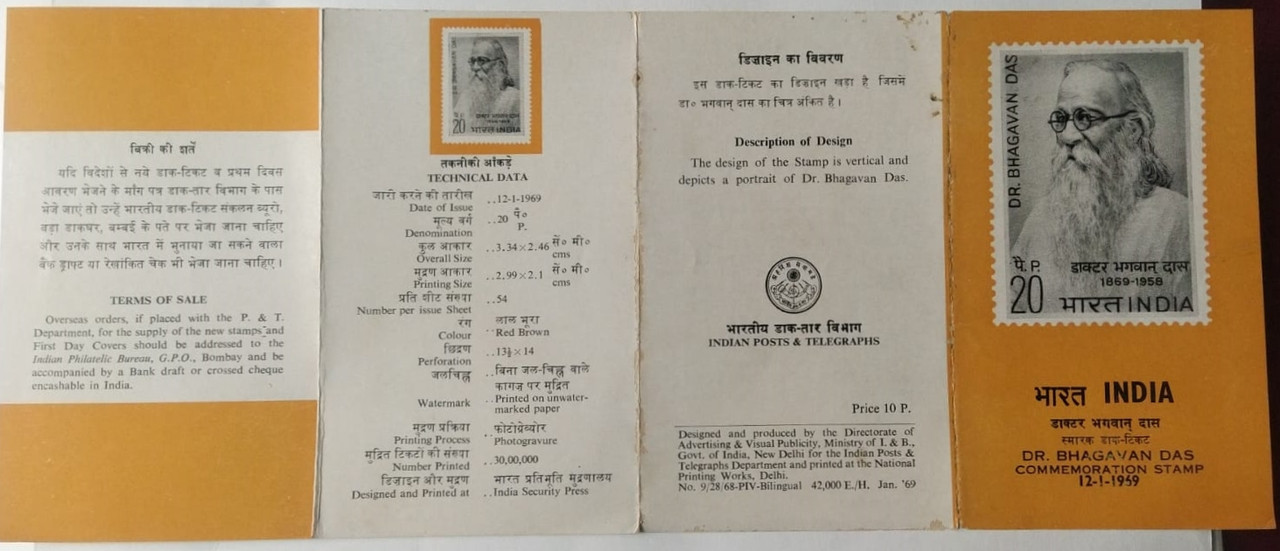 बिक्री की शर्तें
यदि विदेशों से नये डाक-टिकट व प्रथम दिवस
आवरण भेजने के मांग पत्र डाक-तार विभाग के पास
भेजे जाएं तो उन्हें भारतीय डाक-टिकट संकलन ब्यूरो,
बड़ा डाकघर, बम्बई के पते पर भेजा जाना चाहिए
और उनके साथ भारत में भुनाया जा सकने वाला
बैंक ड्राफ्ट या रेखांकित चेक भी भेजा जाना चाहिए।
TERMS OF SALE
Overseas orders, if placed with the P. & T.
Department, for the supply of the new stamps and
First Day Covers should be addressed to the
Indian Philatelic Bureau, G.P.O., Bombay and be
accompanied by a Bank draft or crossed cheque
encashable in India.
DR. BHAGAVAN DAS
पै. P.
डाक्टर भगवान् दास
1869-1958
20 भारत INDIA
तकनीकी आंकड़े
TECHNICAL DATA
जारी करने की तारीख
Date of Issue ..12-1-1969
मूल्य वर्ग
Denomination ..20 पै० P.
कुल आकार
Overall Size ..3.34×2.46 सें० मी० cms
मुद्रण आकार
Printing Size ..2.99×2.1 सें० मी० cms
प्रति शीट संख्या
Number per issue Sheet ..54
रंग लाल भूरा
Colour ..Red Brown
छिद्रण
Perforation ..13½×14
जलचिह्न ..बिना जल-चिह्न वाले
कागज़ पर मुद्रित
Watermark ..Printed on unwater-
marked paper
मुद्रण प्रक्रिया फोटोग्रेव्योर
Printing Process ..Photogravure
मुद्रित टिकटों की संख्या
Number Printed ..30,00,000
डिज़ाइन और मद्रण भारत प्रतिभूति मुद्रणालय
Designed and Printed at ..India Security Press
डिज़ाइन का विवरण
इस डाक-टिकट का डिज़ाइन खड़ा है जिसमें
डा० भगवान् दास का चित्र अंकित है।
Description of Design
The design of the Stamp is vertical and
depicts a portrait of Dr. Bhagavan Das.
भारतीय डाक-तार विभाग
INDIAN POSTS & TELEGRAPHS
Price 10 P.
Designed and produced by the Directorate of
Advertising & Visual Publicity, Ministry of I. & B.,
Govt. of India, New Delhi for the Indian Posts &
Telegraphs Department and printed at the National
Printing Works, Delhi.
No. 9/28/68-PIV-Bilingual 42,000 E./H. Jan. '69
DR. BHAGAVAN DAS
पै. P. डाक्टर भगवान् दास
1869-1958
20 भारत INDIA
भारत INDIA
डाक्टर भगवान् दास
स्मारक डाक-टिकट
DR. BHAGAVAN DAS
COMMEMORATION STAMP
12-1-1969